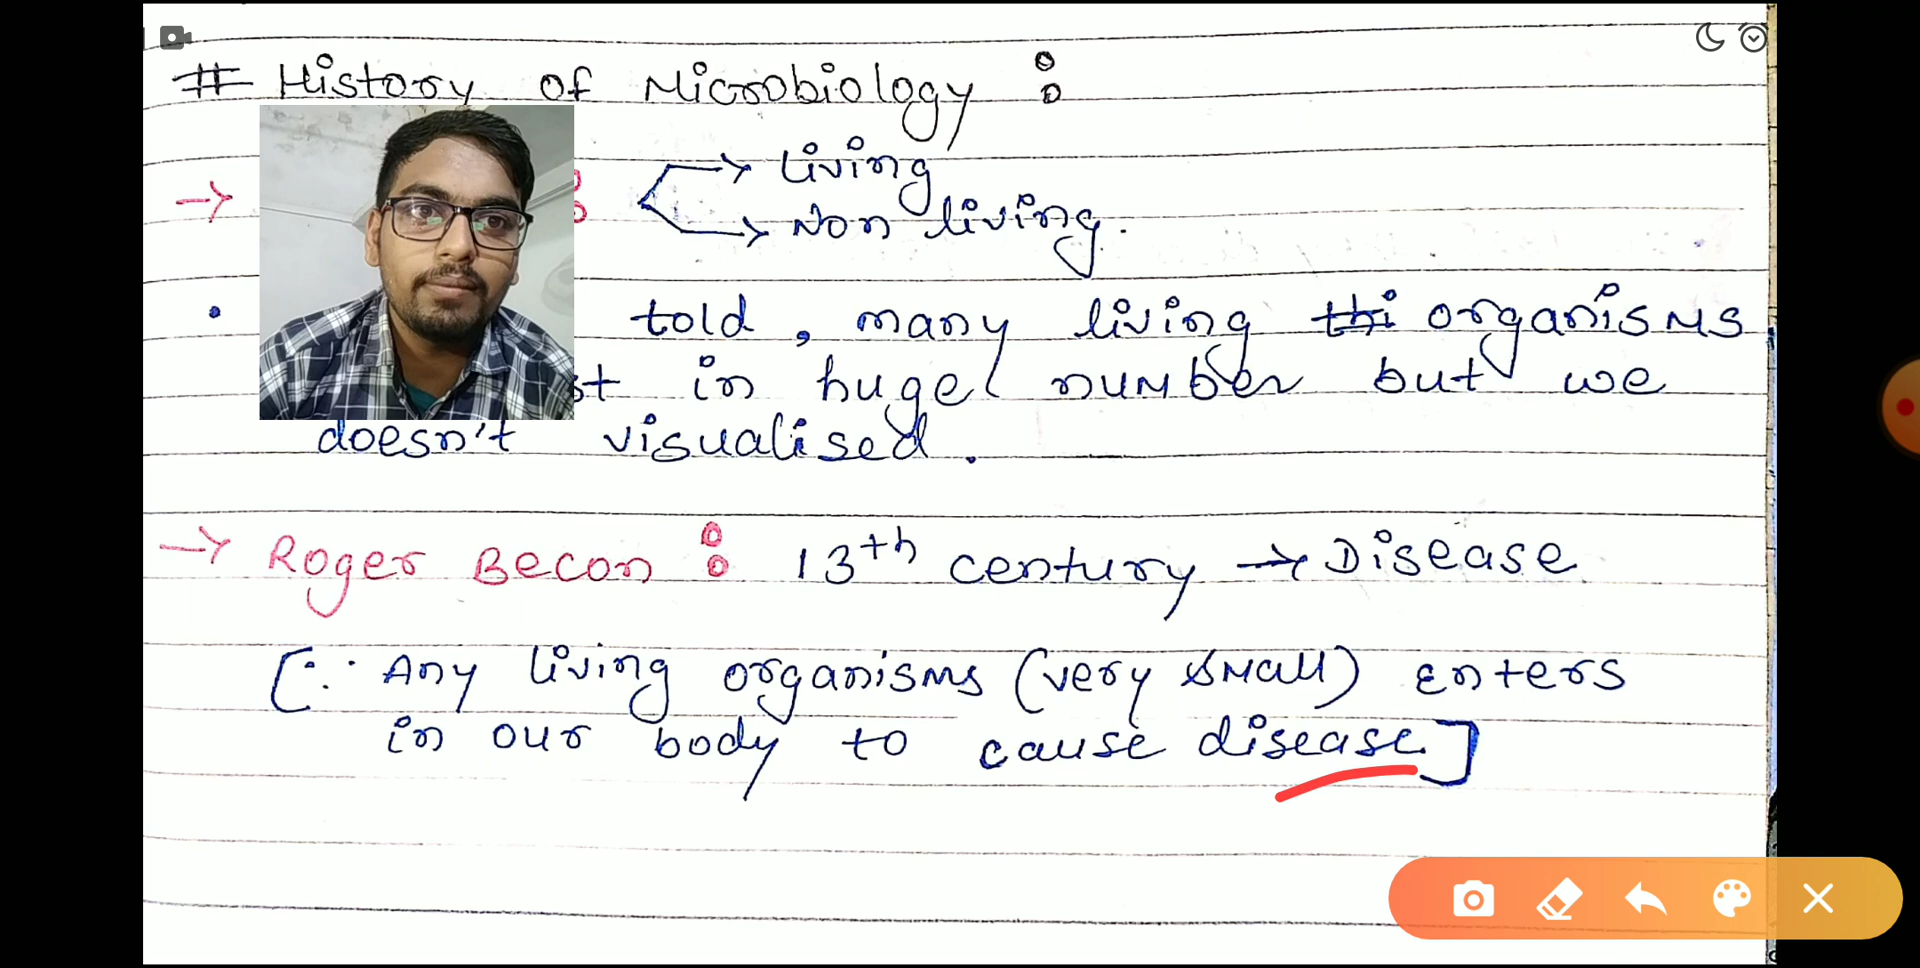 # History of Microbiology :
→ : → Living
→ Non living.
• told, many living thi organisms
st in huge number but we
doesn't visualised.
→ Roger Becon : 13th century → Disease
[∵ Any living organisms (very small) enters
in our body to cause disease]